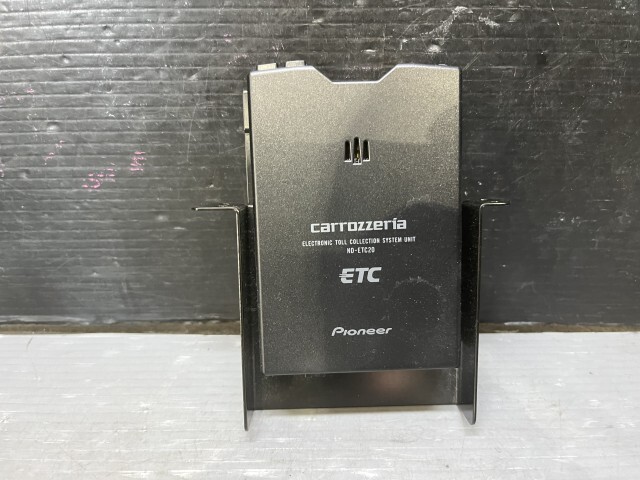 carrozzeria
ELECTRONIC TOLL COLLECTION SYSTEM UNIT
ND-ETC20
ETC
Pioneer